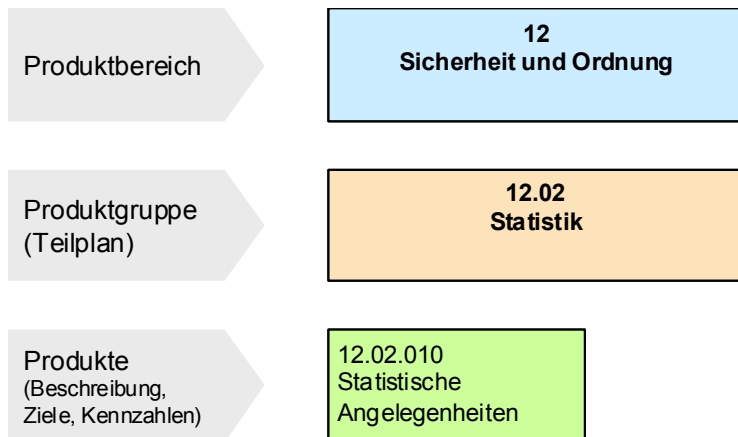 Produktbereich
12
Sicherheit und Ordnung
Produktgruppe
(Teilplan)
12.02
Statistik
Produkte
(Beschreibung,
Ziele, Kennzahlen)
12.02.010
Statistische
Angelegenheiten